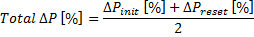 Total ΔP [%] = (ΔP_init [%] + ΔP_reset [%]) / 2